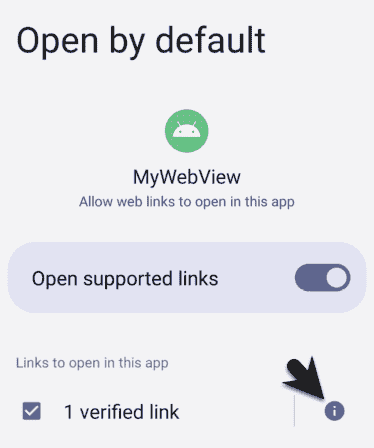 Open by default
MyWebView
Allow web links to open in this app
Open supported links
Links to open in this app
1 verified link